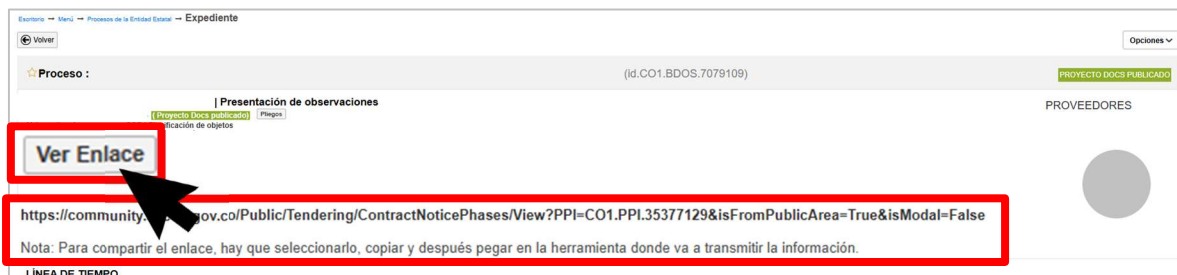 Escritorio → Menú → Procesos de la Entidad Estatal → Expediente
Volver
Opciones
Proceso :
(id.CO1.BDOS.7079109)
PROYECTO DOCS PUBLICADO
| Presentación de observaciones
( Proyecto Docs publicado) Pliegos
de objetos
PROVEEDORES
Ver Enlace
https://community. gov.co/Public/Tendering/ContractNoticePhases/View?PPI=CO1.PPI.35377129&isFromPublicArea=True&isModal=False
Nota: Para compartir el enlace, hay que seleccionarlo, copiar y después pegar en la herramienta donde va a transmitir la información.
LÍNEA DE TIEMPO